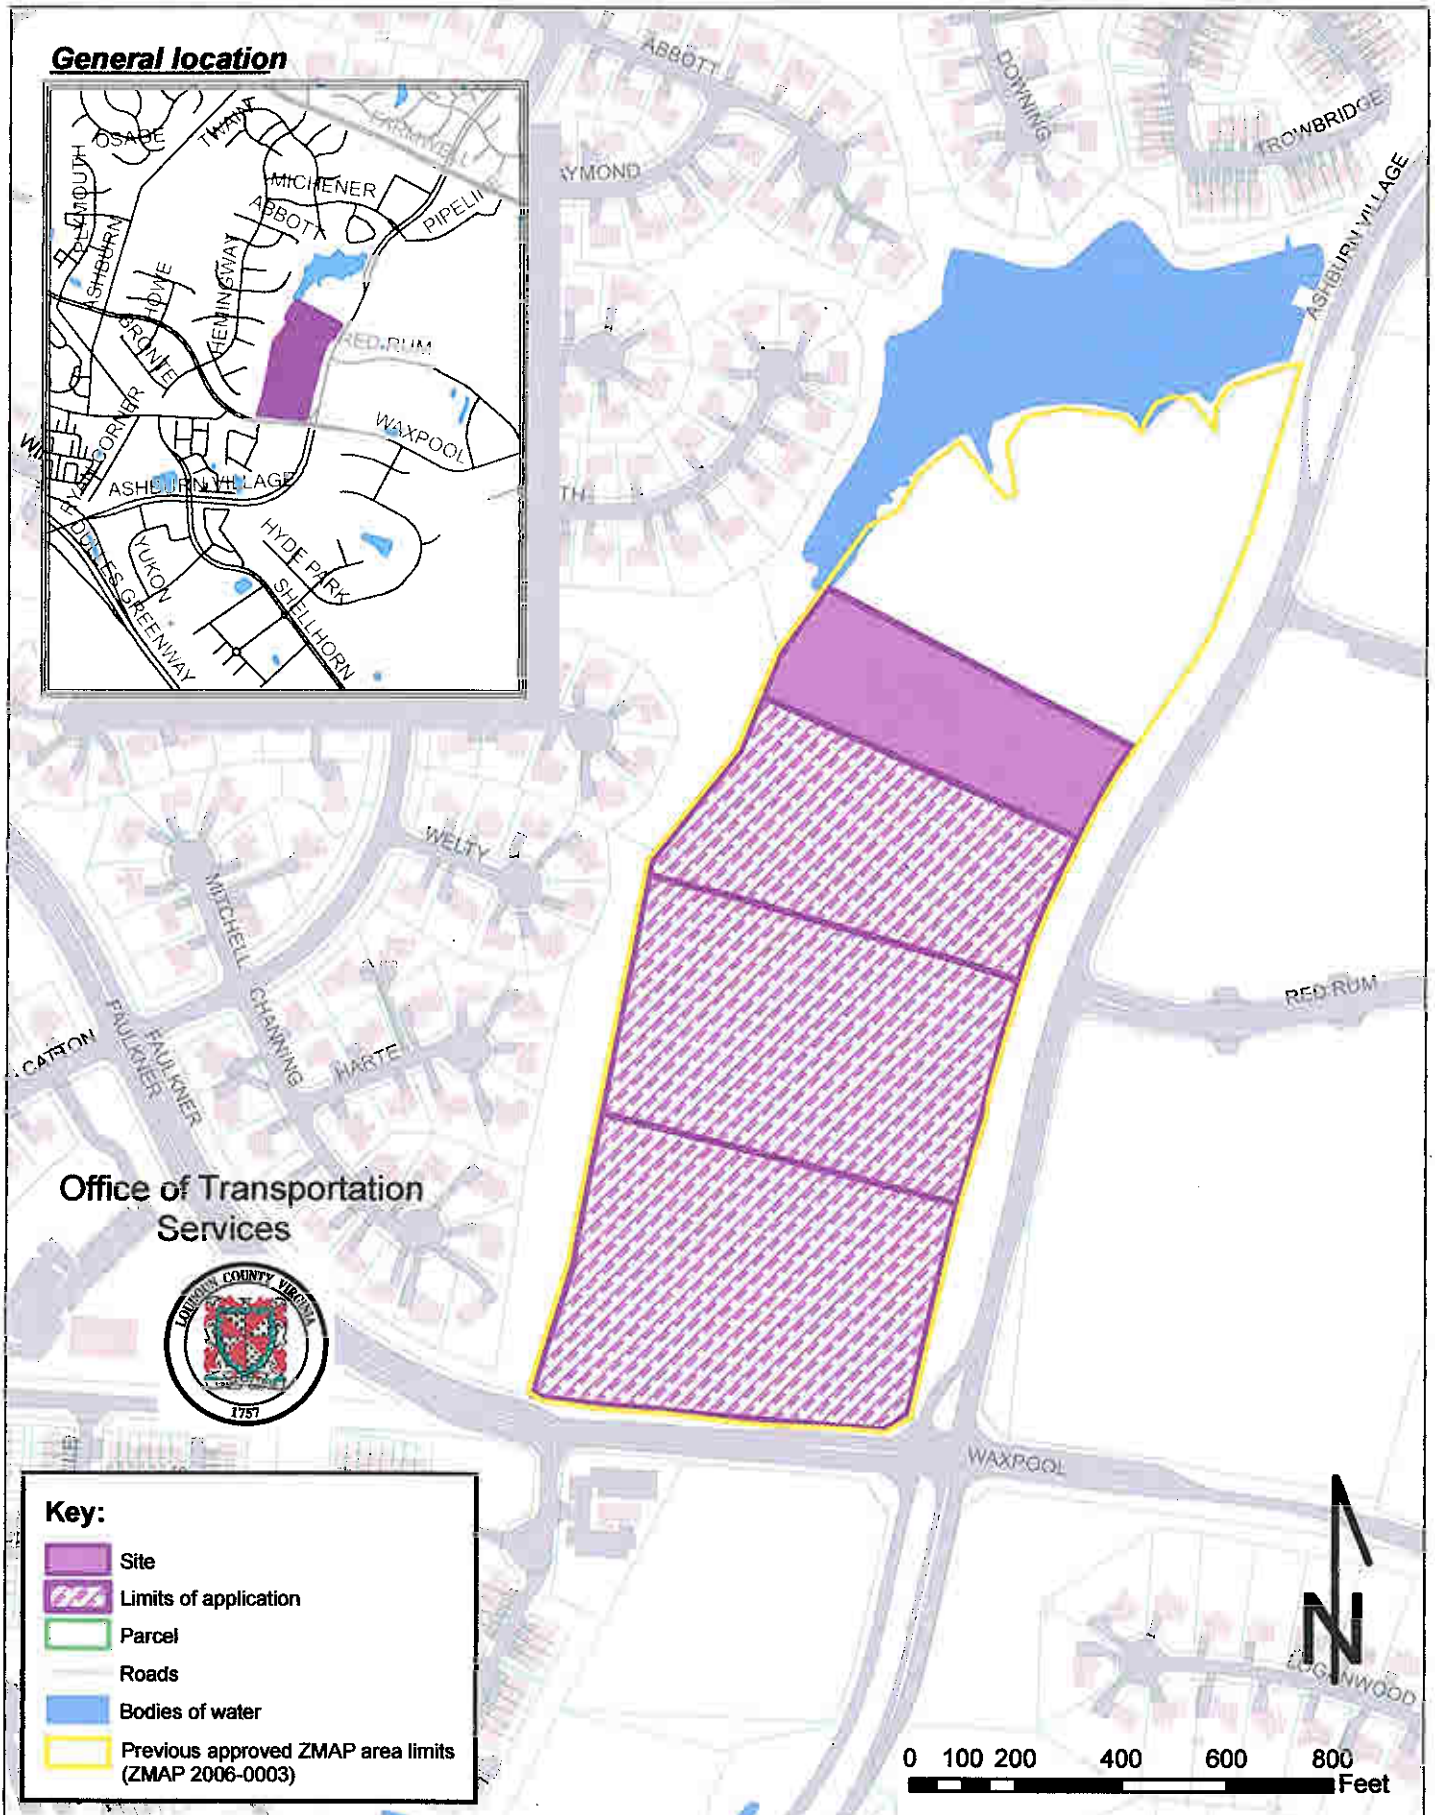 General location
OSAGE
TWAIN
FARMWELL
PLYMOUTH
MICHENER
ABBOTT
PIPELI
ASHBURN
HOWE
HEMINGWAY
BRONTE
RED RUM
RYAN CORNER
WAXPOOL
ASHBURN VILLAGE
YUKON
HYDE PARK
DULLES GREENWAY
SHELLHORN
ABBOTT
DOWNING
TROWBRIDGE
AYMOND
ASHBURN VILLAGE
TH
WELTY
MITCHELL
CHANNING
FAULKNER
FAULKNER
CATTON
HARTE
RED RUM
Office of Transportation
Services
LOUDOUN COUNTY VIRGINIA
1757
WAXPOOL
LOGANWOOD
N
Key:
Site
Limits of application
Parcel
Roads
Bodies of water
Previous approved ZMAP area limits
(ZMAP 2006-0003)
0 100 200 400 600 800
Feet